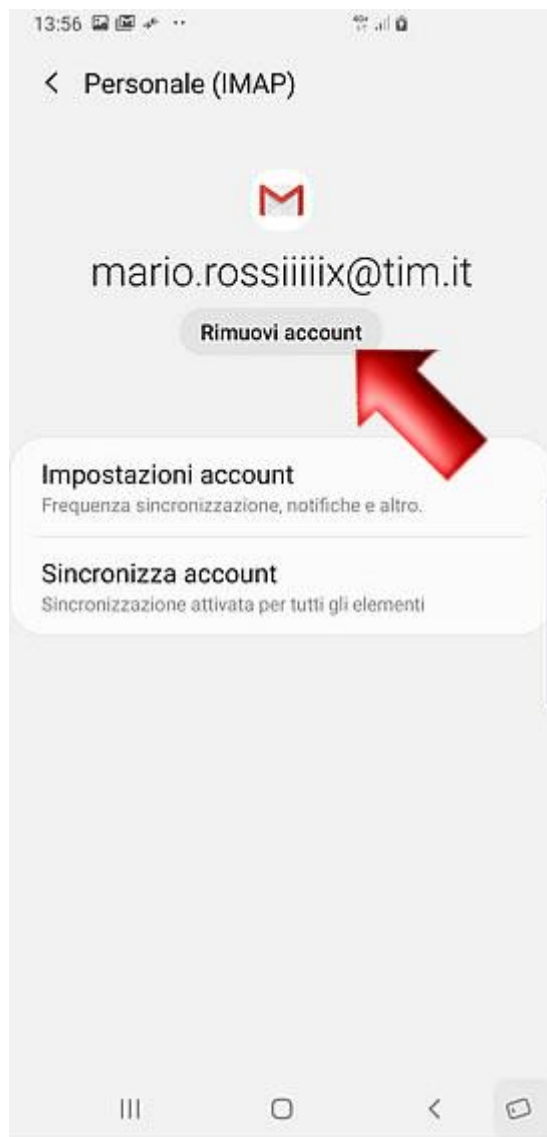 13:56
Personale (IMAP)
mario.rossiiiiix@tim.it
Rimuovi account
Impostazioni account
Frequenza sincronizzazione, notifiche e altro.
Sincronizza account
Sincronizzazione attivata per tutti gli elementi